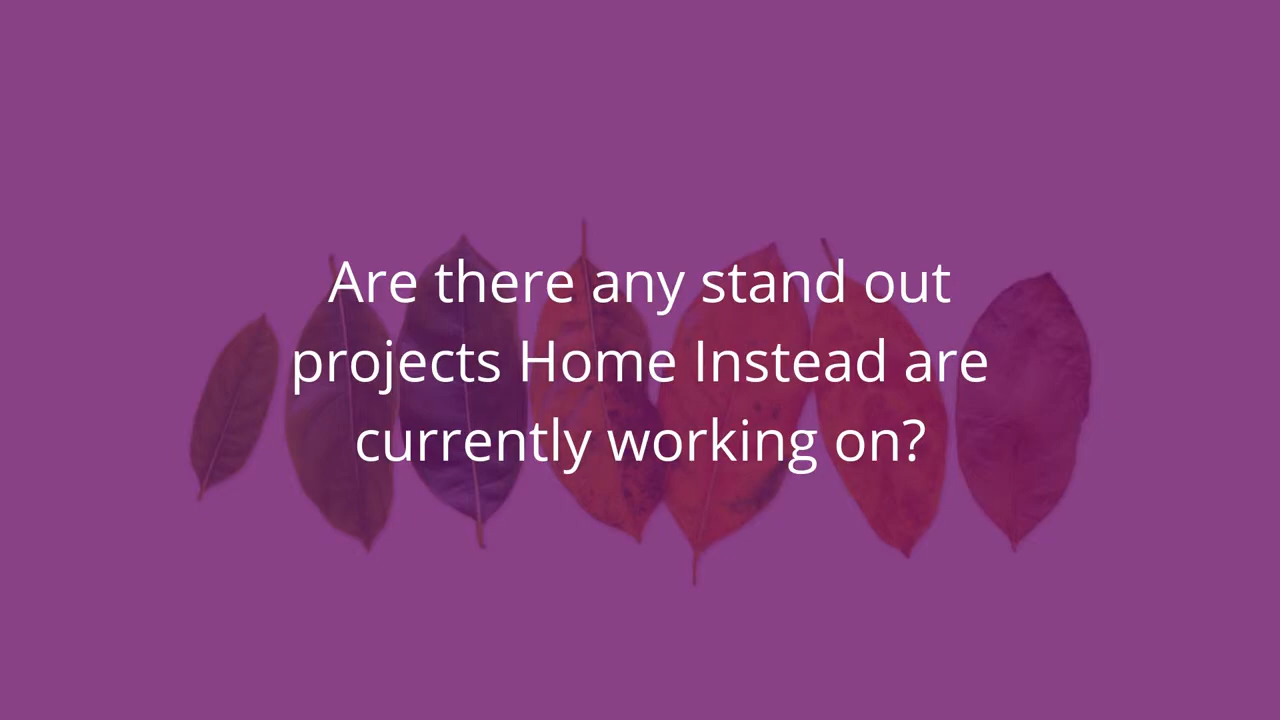 Are there any stand out
projects Home Instead are
currently working on?